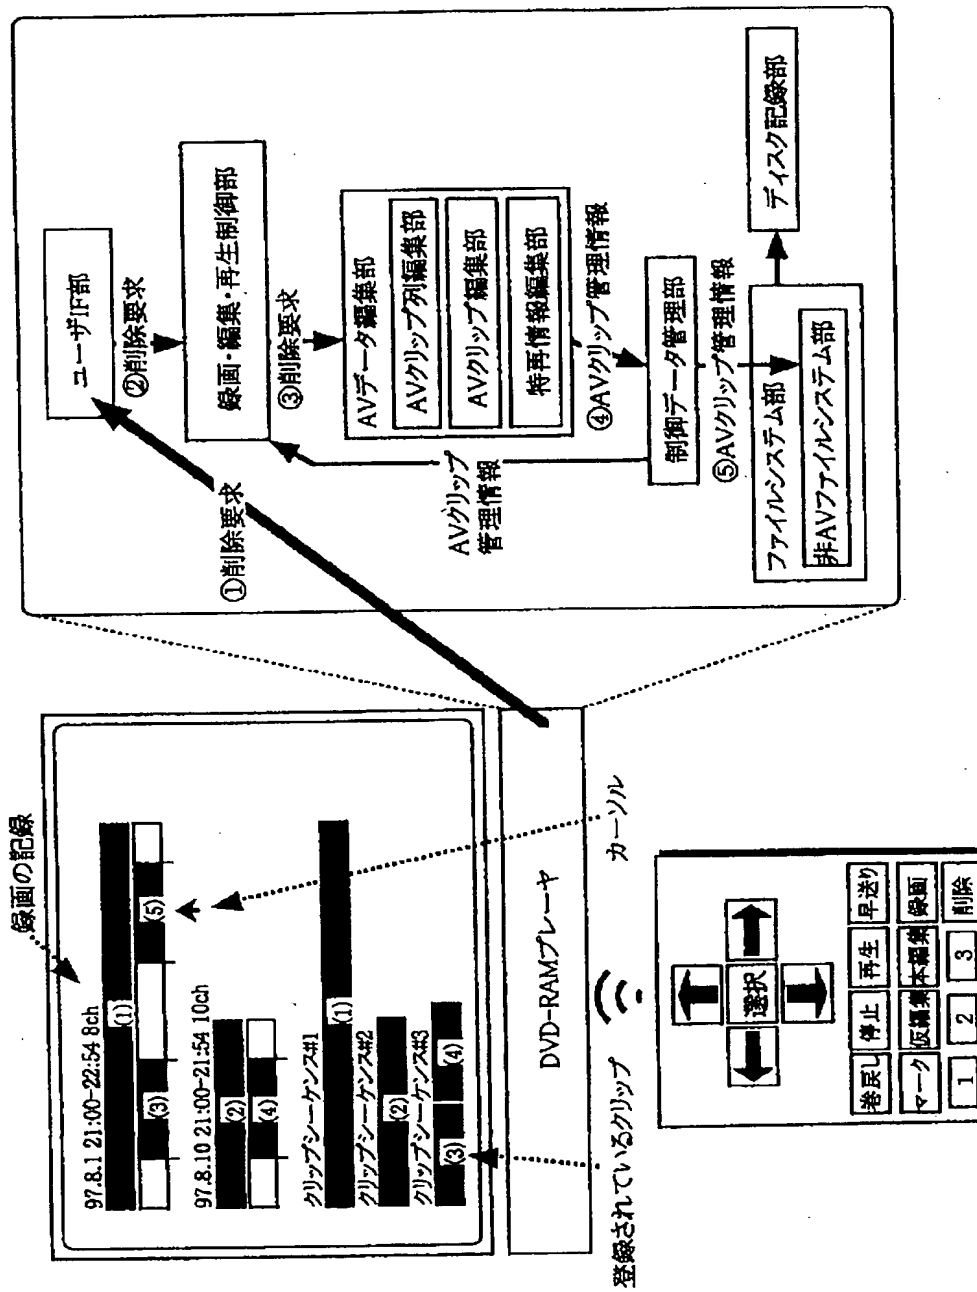 録画の記録
97.8.1 21:00-22:54 8ch
(1)
(3)
(5)
97.8.10 21:00-21:54 10ch
(2)
(4)
クリップシーケンス#1
(1)
クリップシーケンス#2
(2)
クリップシーケンス#3
(3)
(4)
DVD-RAMプレーヤ
カーソル
登録されているクリップ
選択
巻戻し
停止
再生
早送り
マーク
仮編集
本編集
録画
1
2
3
削除
①削除要求
ユーザIF部
②削除要求
録画・編集・再生制御部
③削除要求
AVデータ編集部
AVクリップ列編集部
AVクリップ編集部
特再情報編集部
AVクリップ
管理情報
④AVクリップ管理情報
制御データ管理部
⑤AVクリップ管理情報
ファイルシステム部
非AVファイルシステム部
ディスク記録部